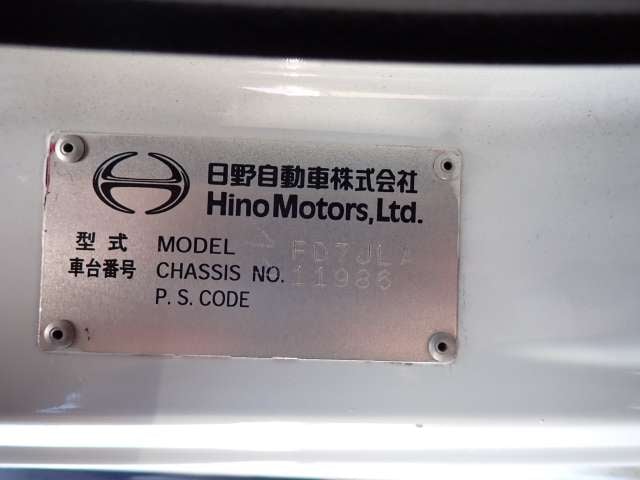 日野自動車株式会社
Hino Motors, Ltd.
型式 MODEL FD7JLA
車台番号 CHASSIS NO. 11986
P. S. CODE